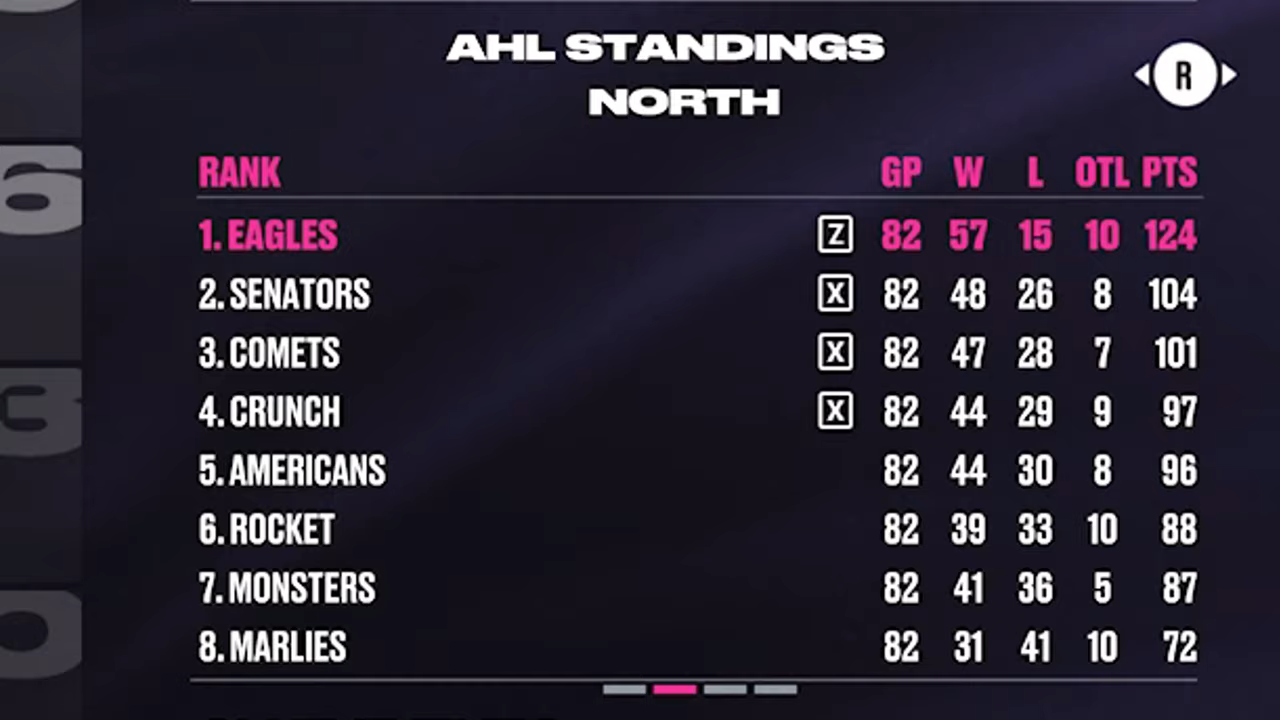 AHL STANDINGS
NORTH
R
RANK GP W L OTL PTS
1. EAGLES Z 82 57 15 10 124
2. SENATORS X 82 48 26 8 104
3. COMETS X 82 47 28 7 101
4. CRUNCH X 82 44 29 9 97
5. AMERICANS 82 44 30 8 96
6. ROCKET 82 39 33 10 88
7. MONSTERS 82 41 36 5 87
8. MARLIES 82 31 41 10 72
6
3